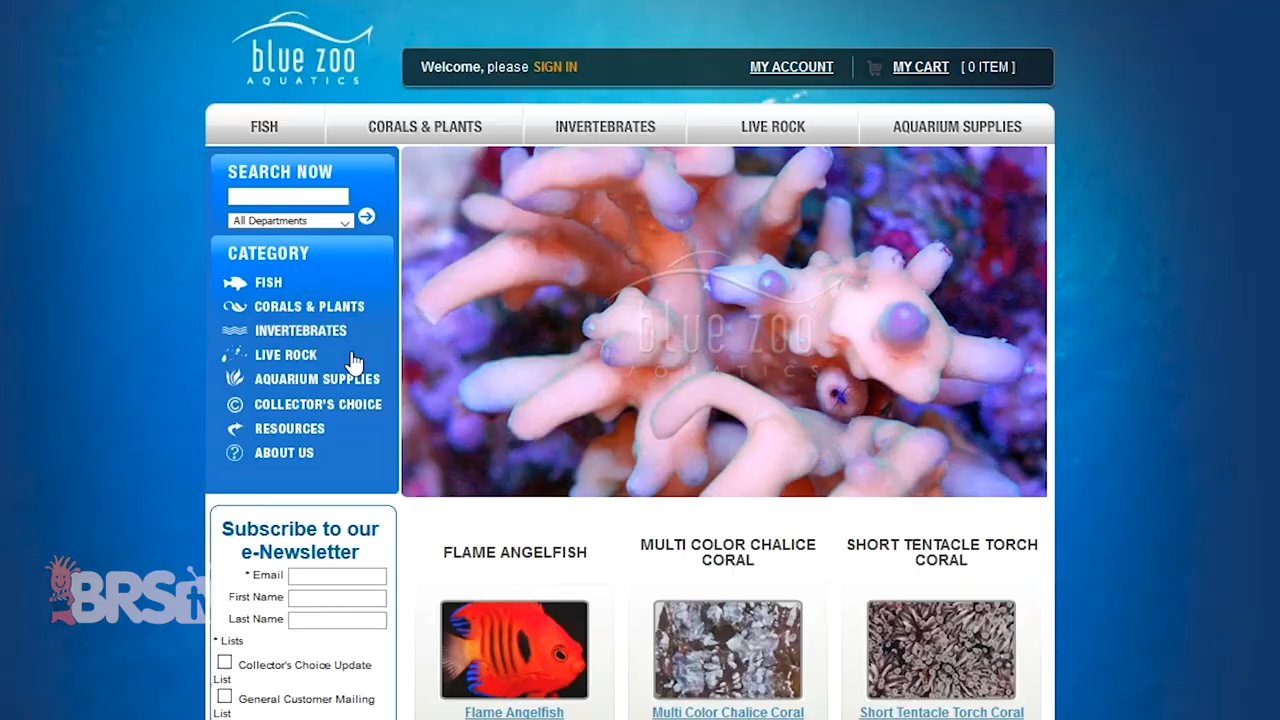 blue zoo
AQUATICS
Welcome, please SIGN IN
MY ACCOUNT
MY CART [ 0 ITEM ]
FISH
CORALS & PLANTS
INVERTEBRATES
LIVE ROCK
AQUARIUM SUPPLIES
SEARCH NOW
All Departments
CATEGORY
FISH
CORALS & PLANTS
INVERTEBRATES
LIVE ROCK
AQUARIUM SUPPLIES
COLLECTOR'S CHOICE
RESOURCES
ABOUT US
blue zoo
AQUATICS
Subscribe to our
e-Newsletter
* Email
First Name
Last Name
* Lists
Collector's Choice Update
List
General Customer Mailing
List
BRStv
FLAME ANGELFISH
MULTI COLOR CHALICE
CORAL
SHORT TENTACLE TORCH
CORAL
Flame Angelfish
Multi Color Chalice Coral
Short Tentacle Torch Coral